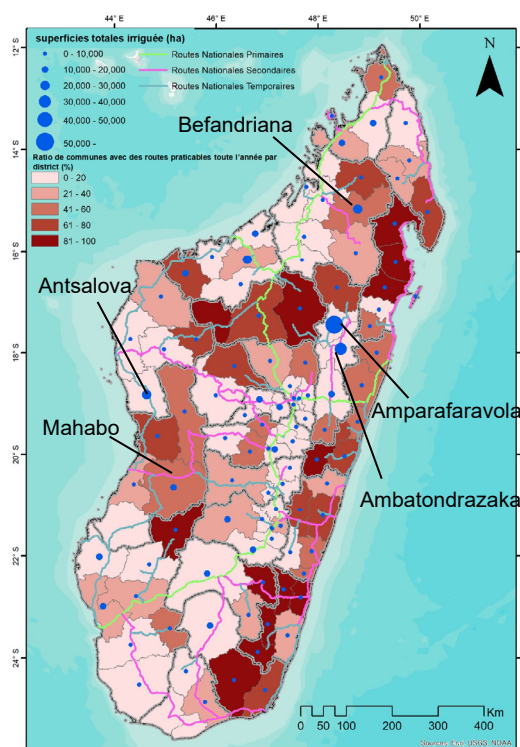 44°E
46°E
48°E
50°E
superficies totales irriguée (ha)
0 - 10,000
10,000 - 20,000
20,000 - 30,000
30,000 - 40,000
40,000 - 50,000
50,000 -
Routes Nationales Primaires
Routes Nationales Secondaires
Routes Nationales Temporaires
Ratio de communes avec des routes praticables toute l'année par
district (%)
0 - 20
21 - 40
41 - 60
61 - 80
81 - 100
N
12°S
14°S
16°S
18°S
20°S
22°S
24°S
Befandriana
Antsalova
Mahabo
Amparafaravola
Ambatondrazaka
Km
0 50 100 200 300 400
Sources: Esri, USGS, NOAA